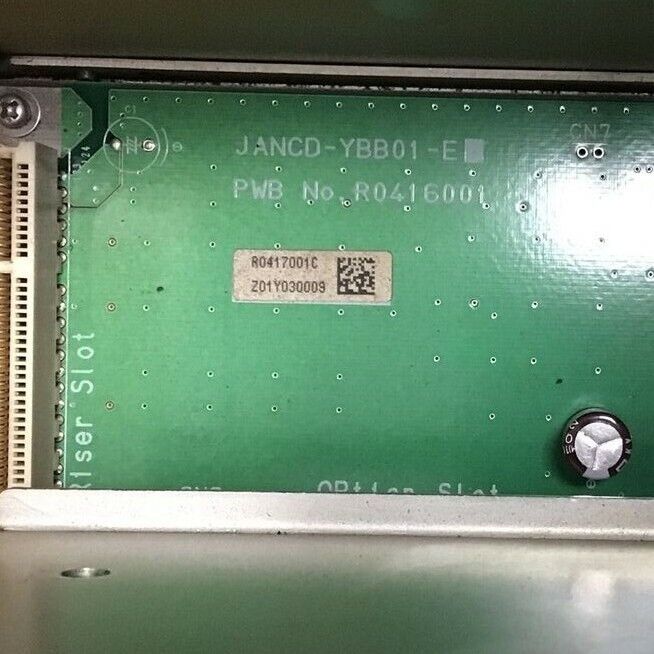 JANCD-YBB01-E
CN7
PWB No. R0416001
R0417001C
Z01Y030009
Riser Slot
OPtion Slot